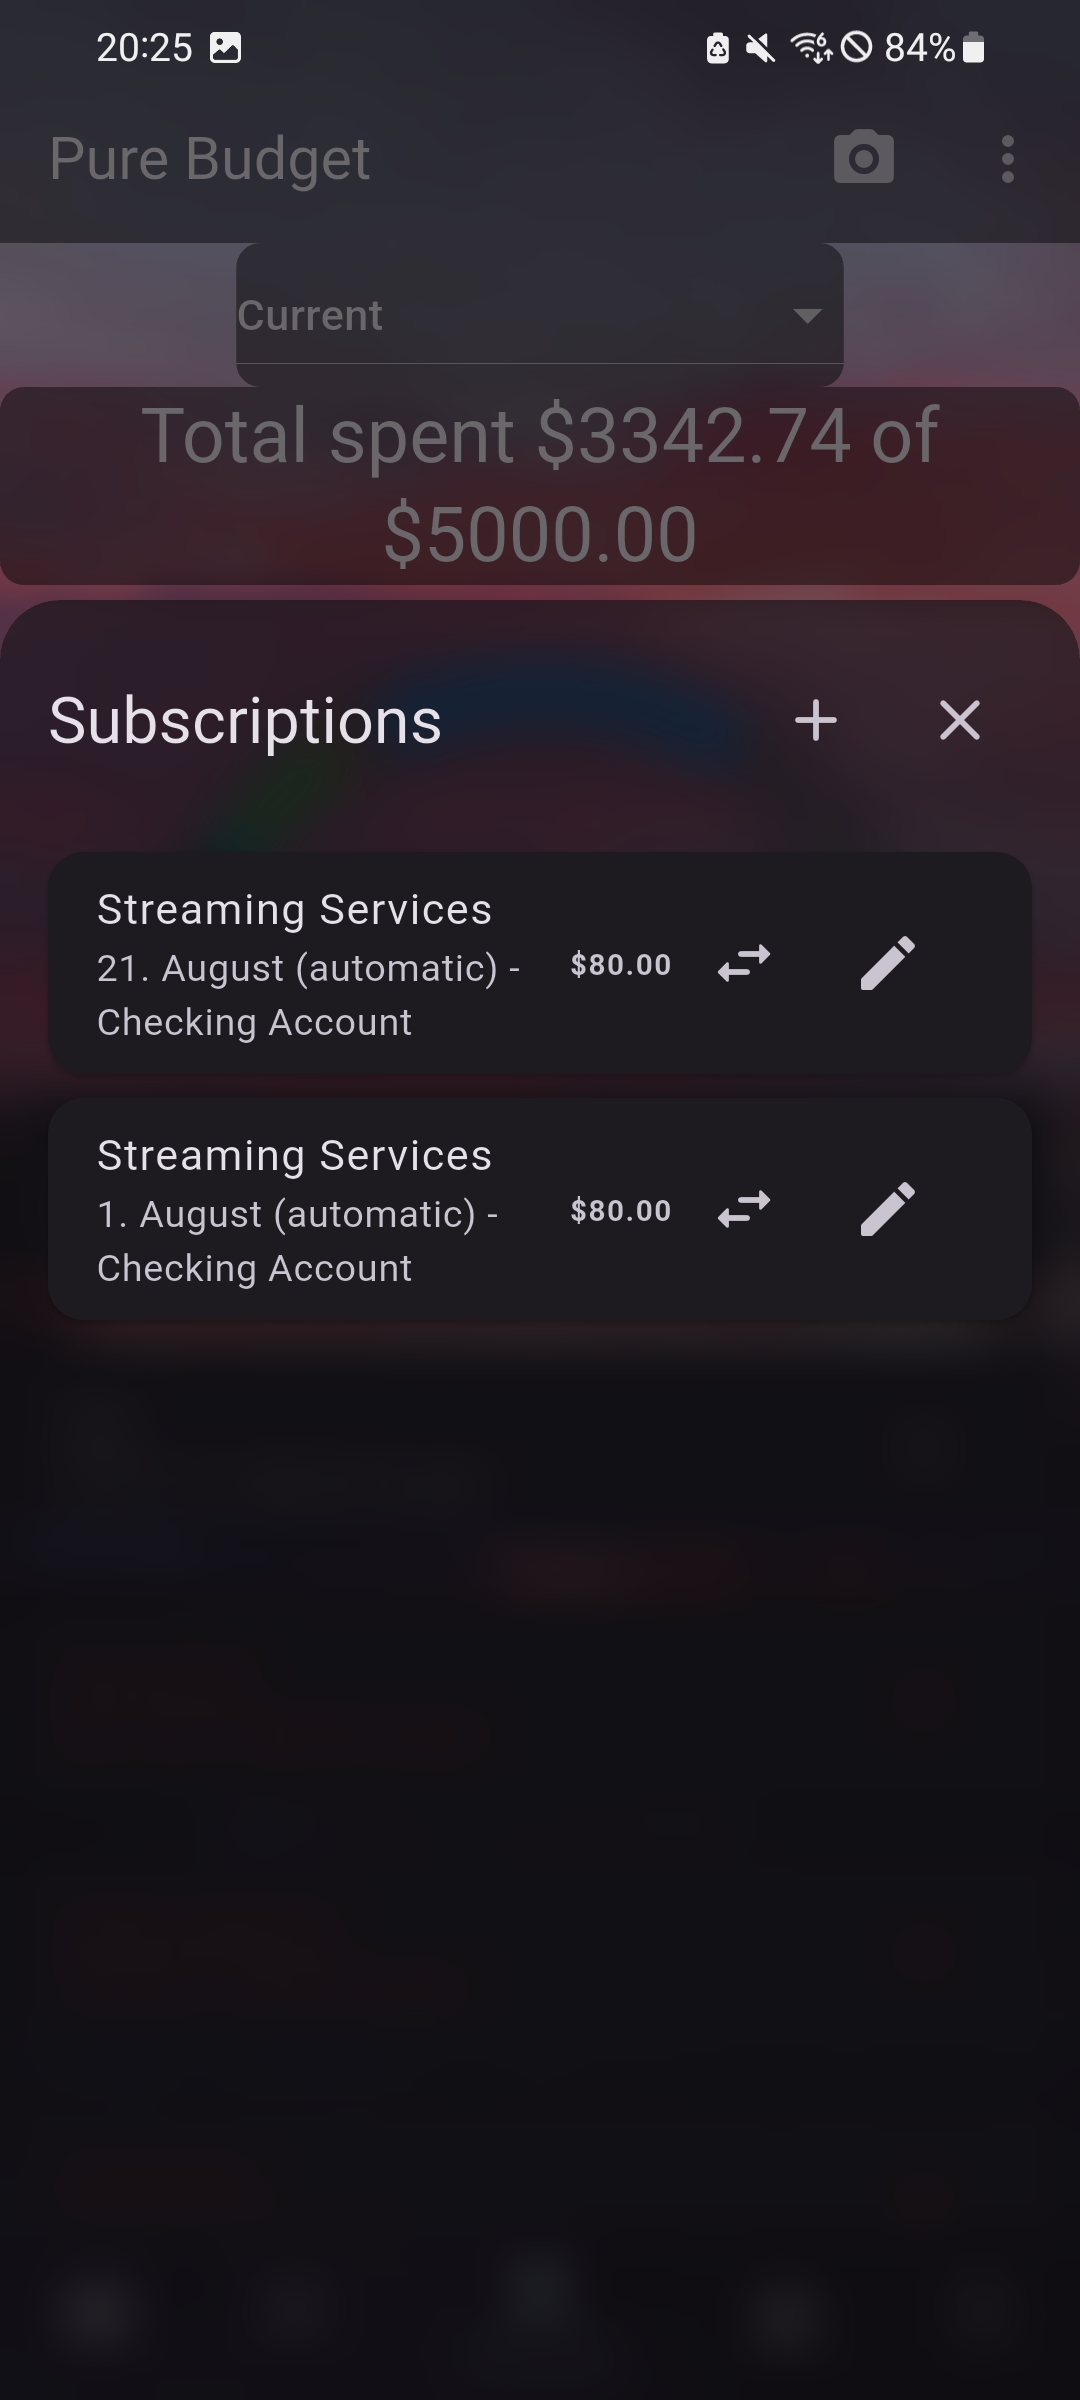 20:25
6 84%
Pure Budget
Current
Total spent $3342.74 of
$5000.00
Subscriptions
Streaming Services
21. August (automatic) -
Checking Account
$80.00
Streaming Services
1. August (automatic) -
Checking Account
$80.00